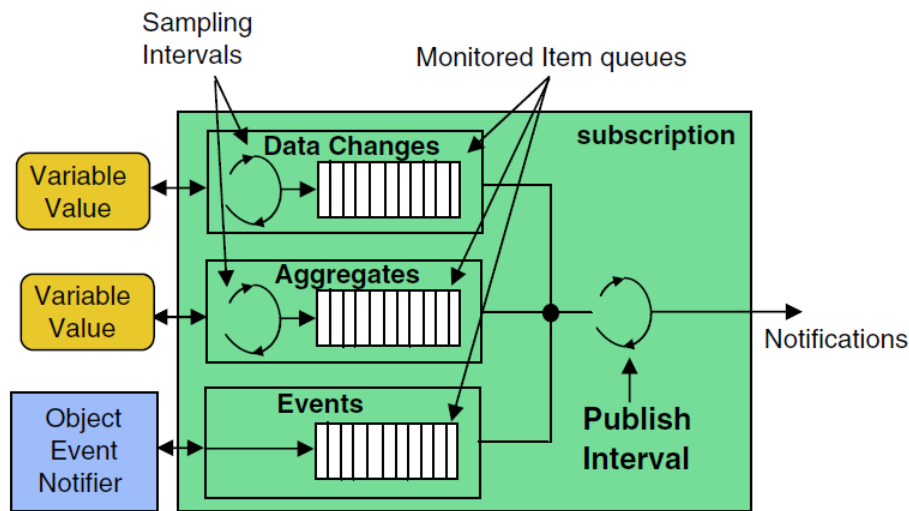 Sampling
Intervals
Monitored Item queues
subscription
Data Changes
Variable
Value
Aggregates
Variable
Value
Notifications
Events
Object
Event
Notifier
Publish
Interval